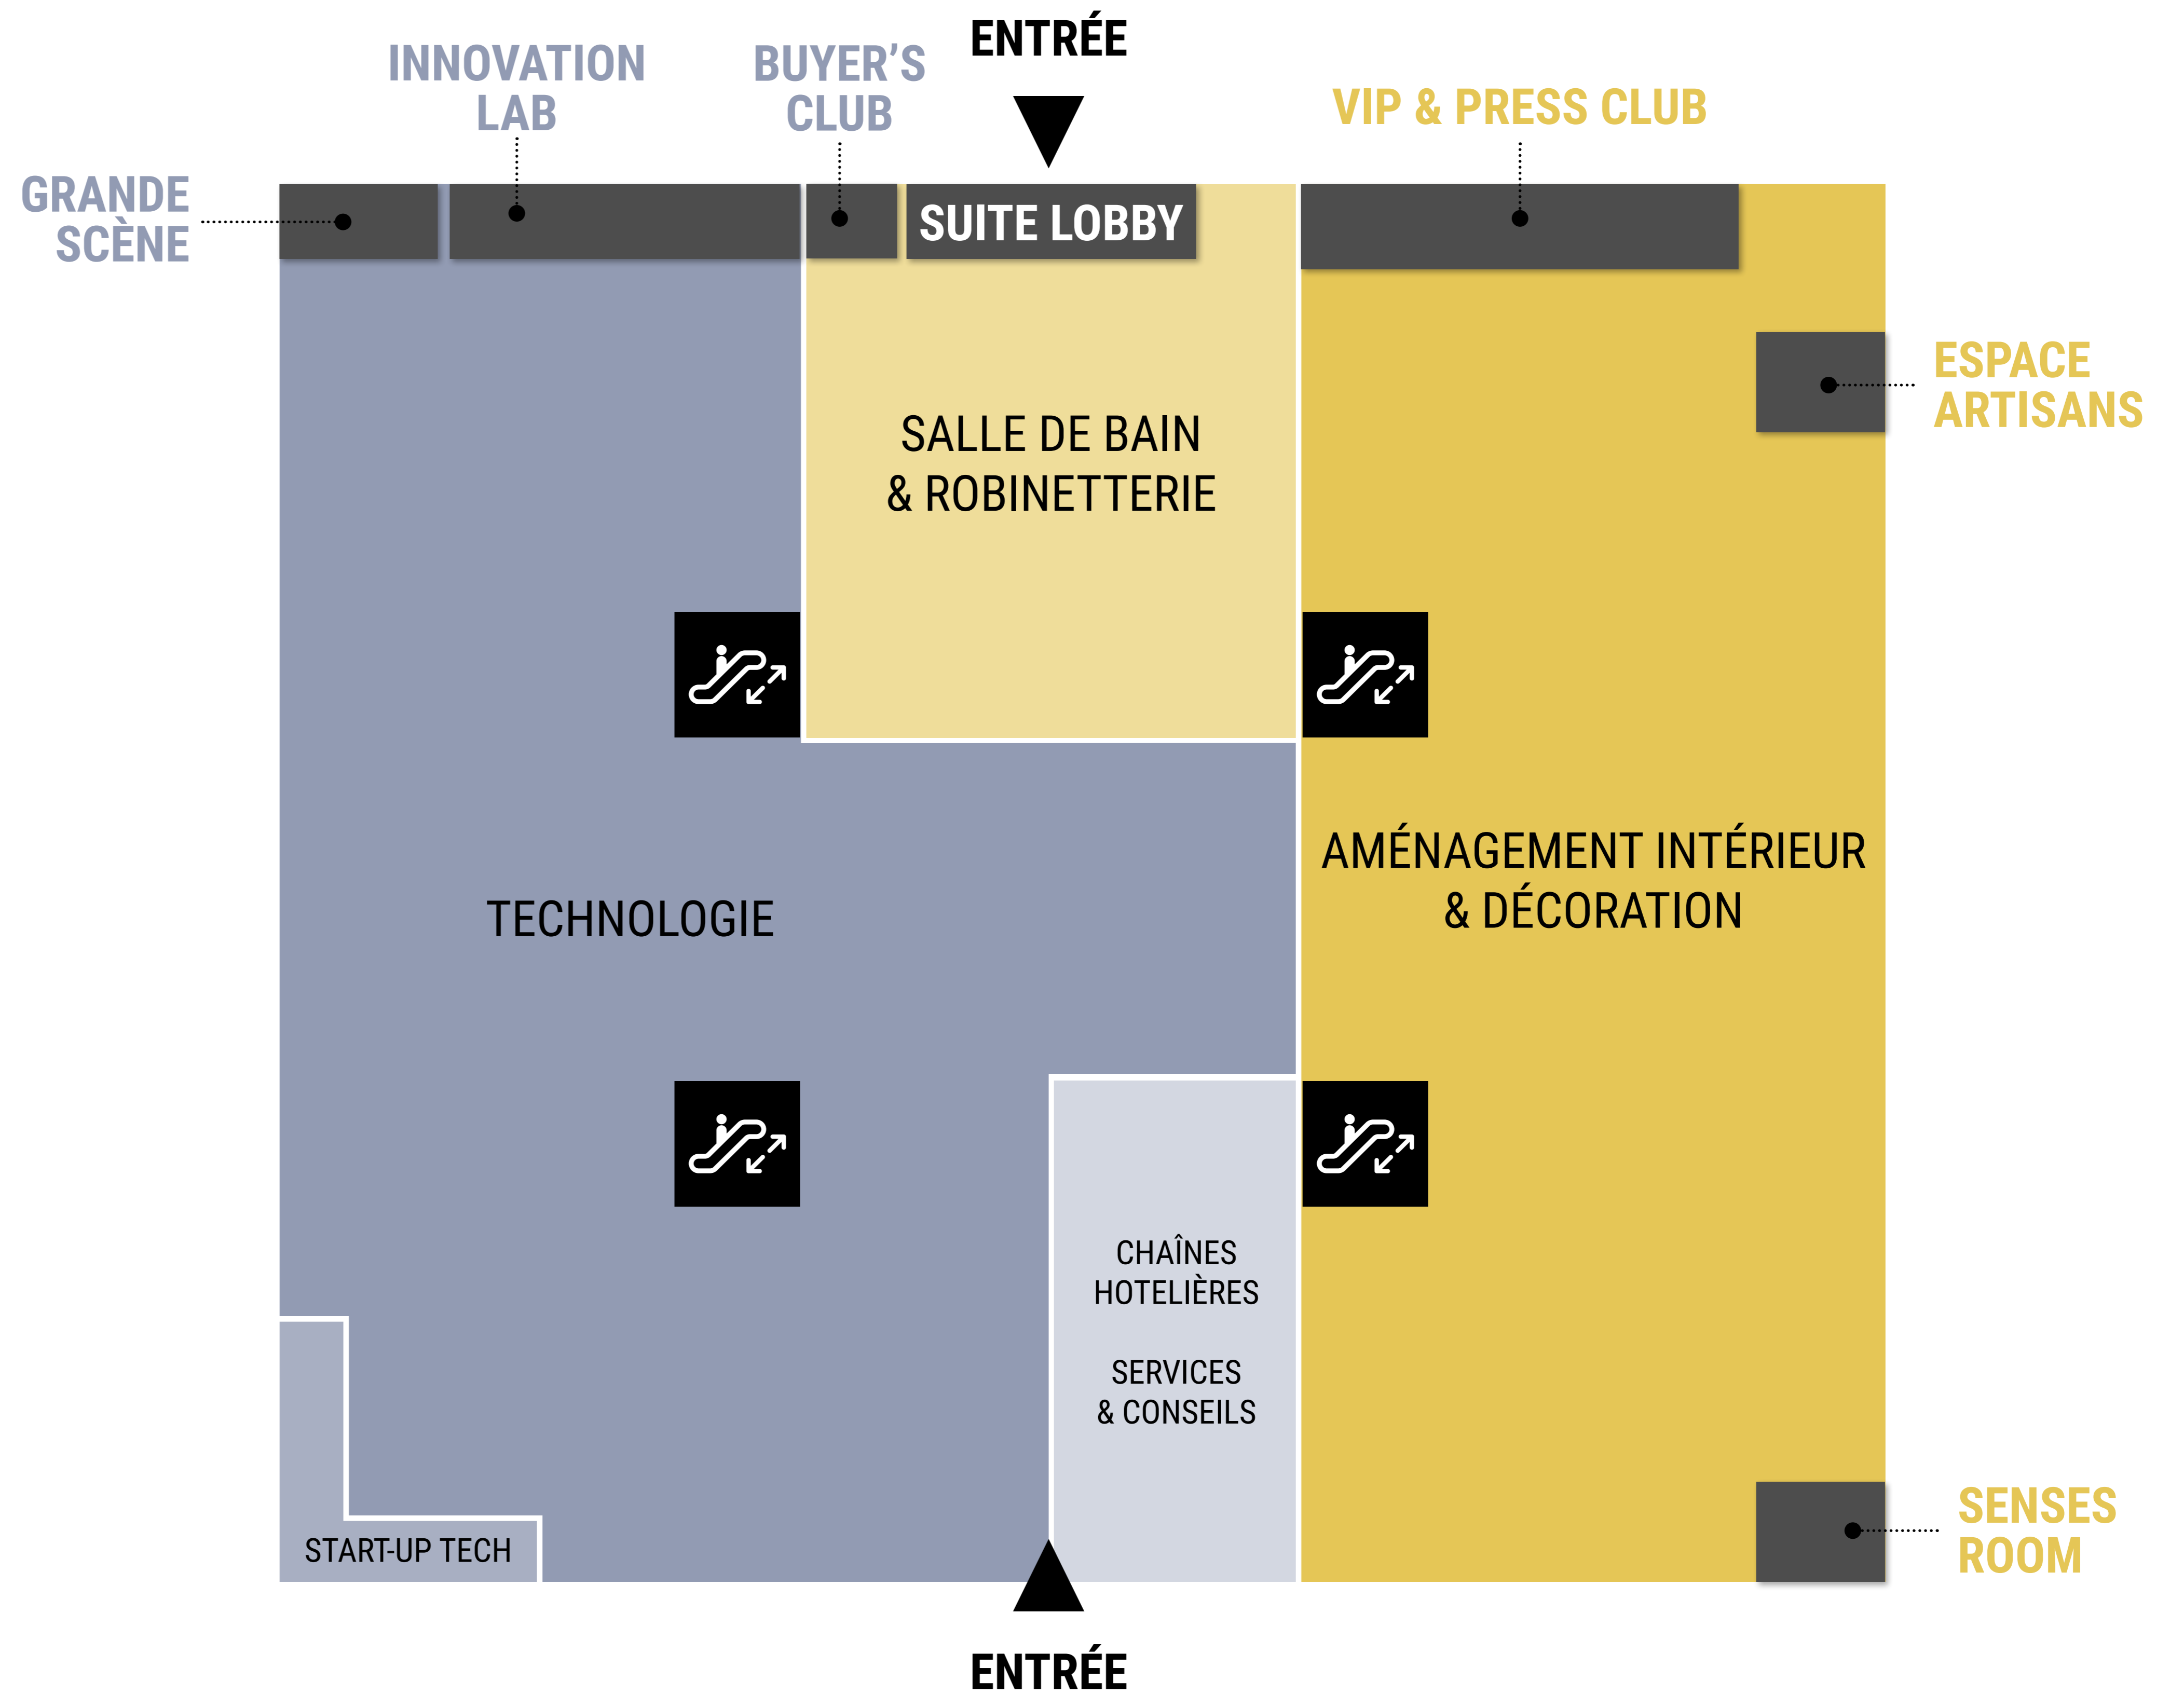 ENTRÉE
INNOVATION
LAB
BUYER’S
CLUB
VIP & PRESS CLUB
GRANDE
SCÈNE
SUITE LOBBY
ESPACE
ARTISANS
SALLE DE BAIN
& ROBINETTERIE
AMÉNAGEMENT INTÉRIEUR
& DÉCORATION
TECHNOLOGIE
CHAÎNES
HOTELIÈRES
SERVICES
& CONSEILS
START-UP TECH
SENSES
ROOM
ENTRÉE